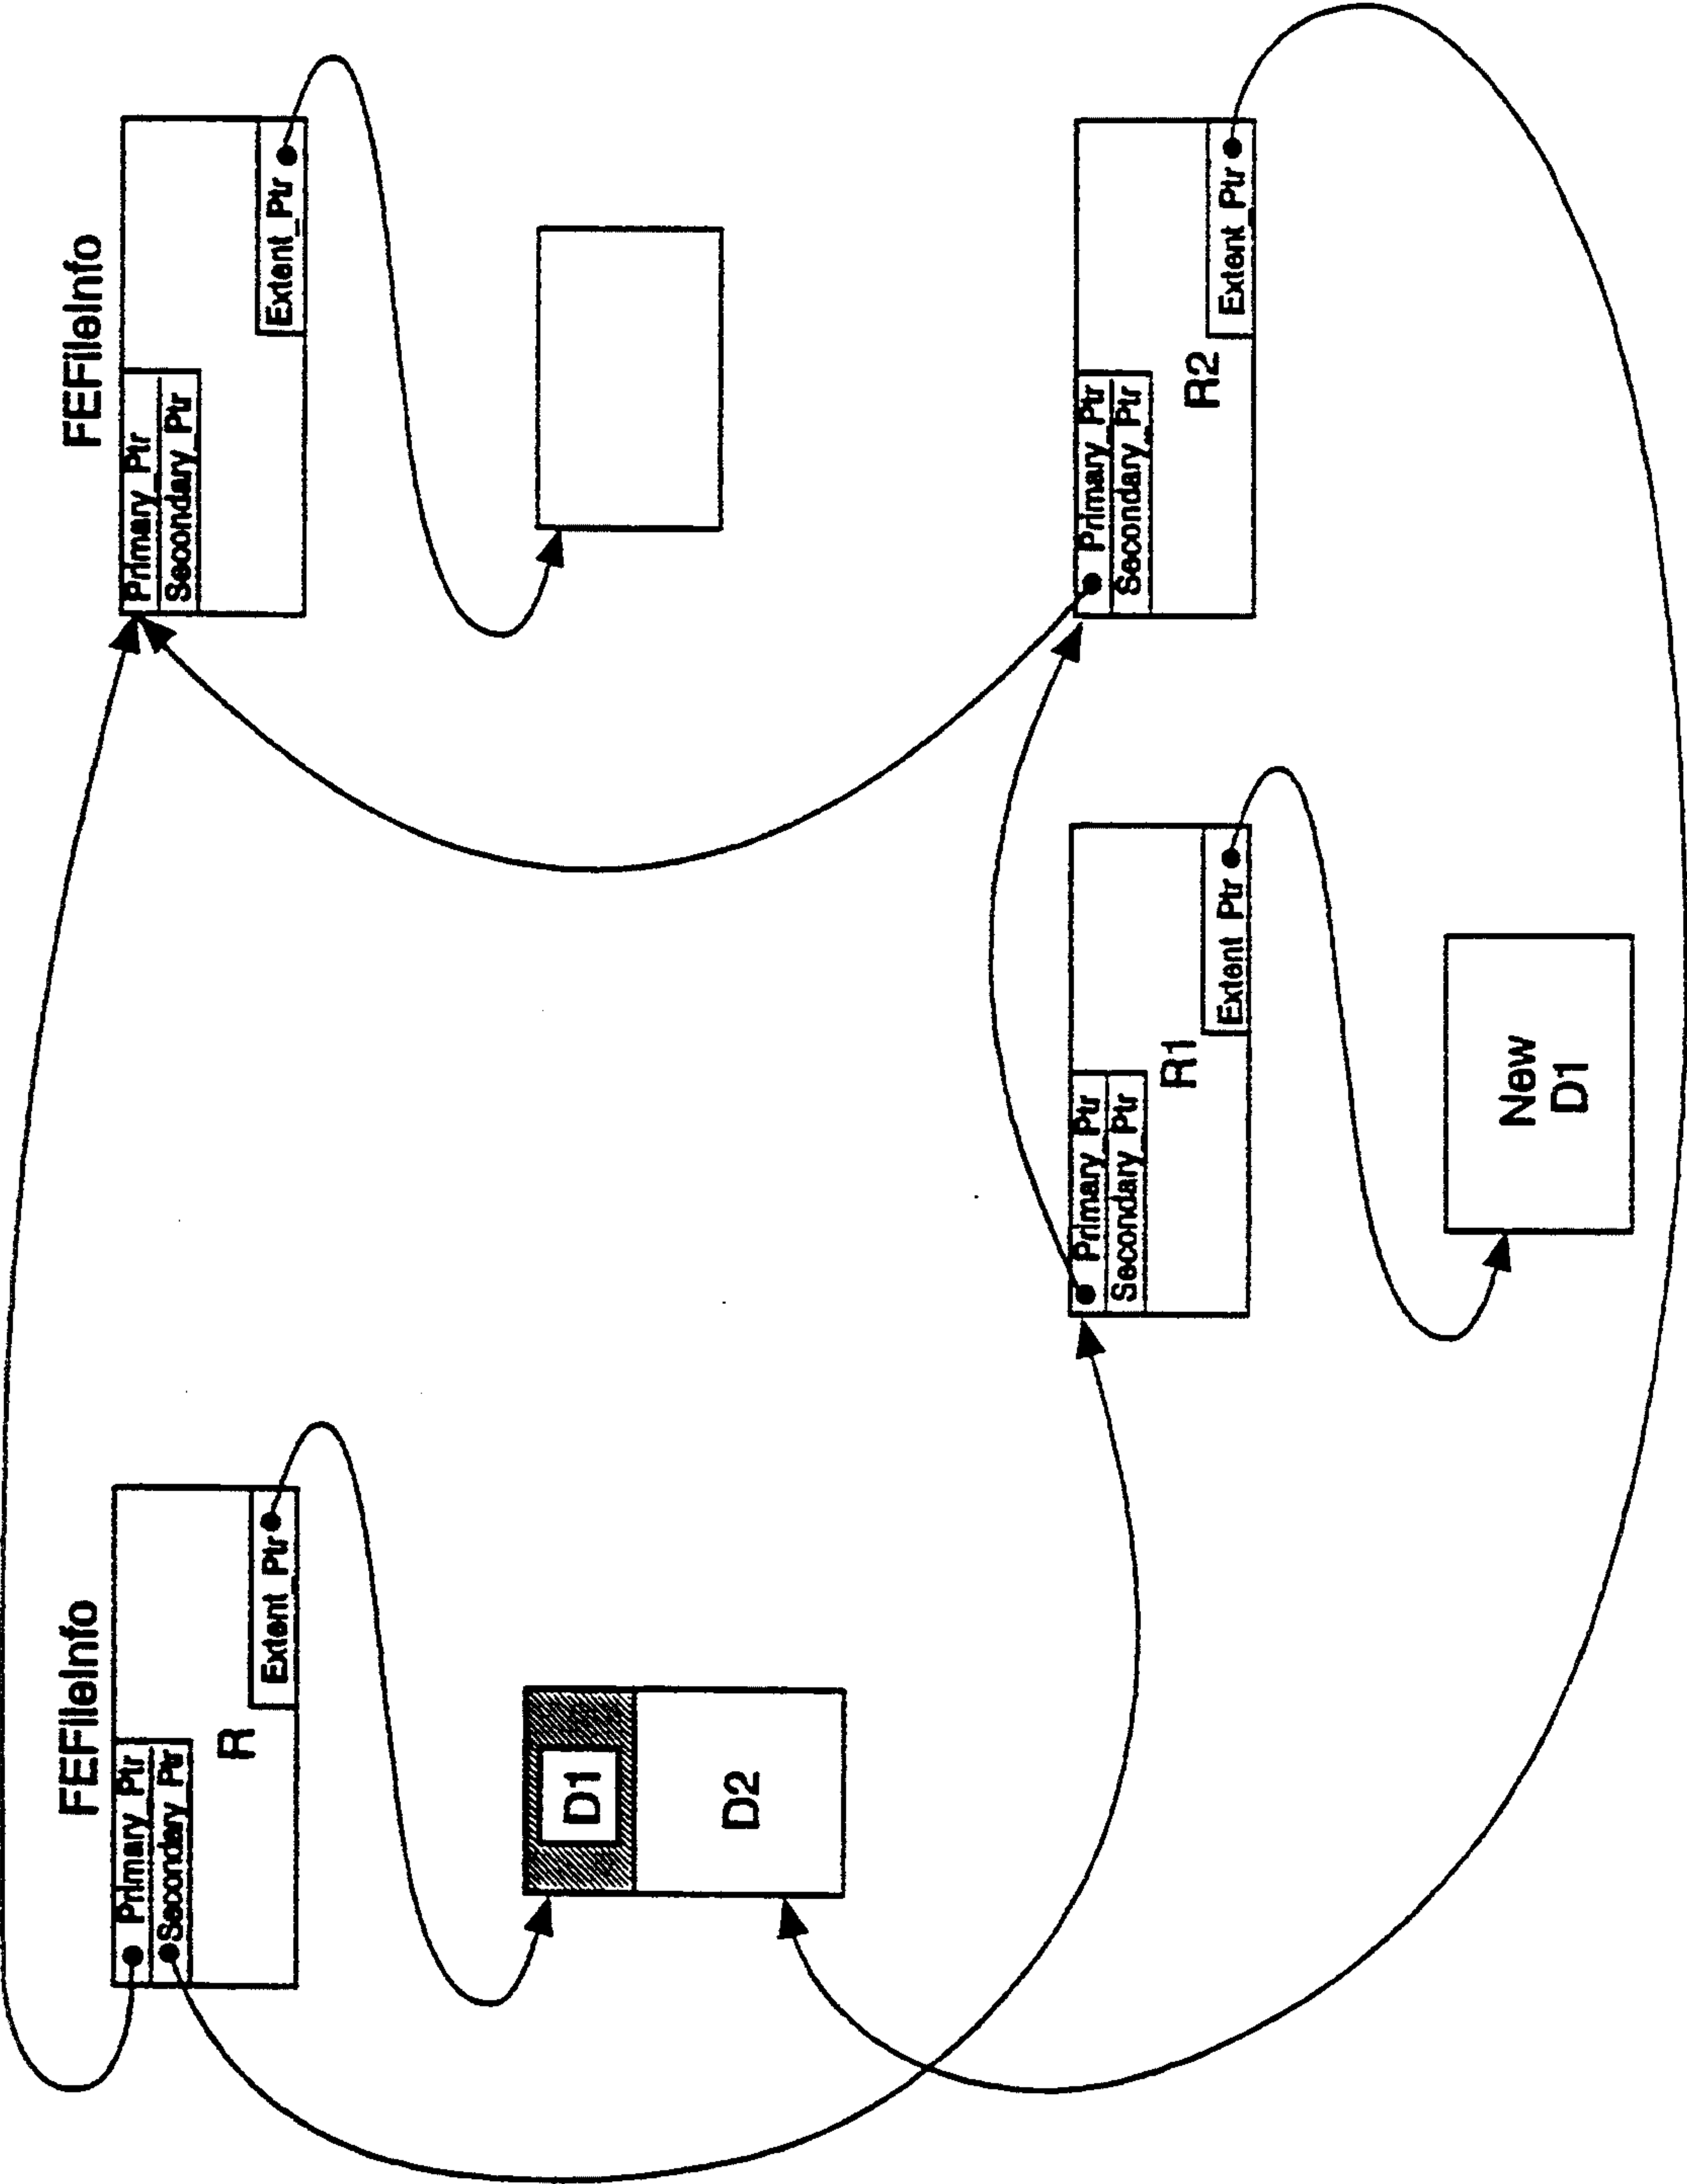 FEFileInfo
Primary_Ptr
Secondary_Ptr
R
Extent_Ptr
D1
D2
FEFileInfo
Primary_Ptr
Secondary_Ptr
Extent_Ptr
Primary_Ptr
Secondary_Ptr
R1
Extent_Ptr
New
D1
Primary_Ptr
Secondary_Ptr
R2
Extent_Ptr